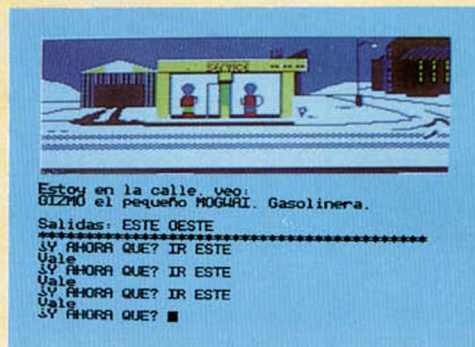 SERVICE
Estoy en la calle. veo:
GIZMO el pequeño MOGWAI. Gasolinera.
Salidas: ESTE OESTE
****************************************
¿Y AHORA QUE? IR ESTE
Vale
¿Y AHORA QUE? IR ESTE
Vale
¿Y AHORA QUE? IR ESTE
Vale
¿Y AHORA QUE?